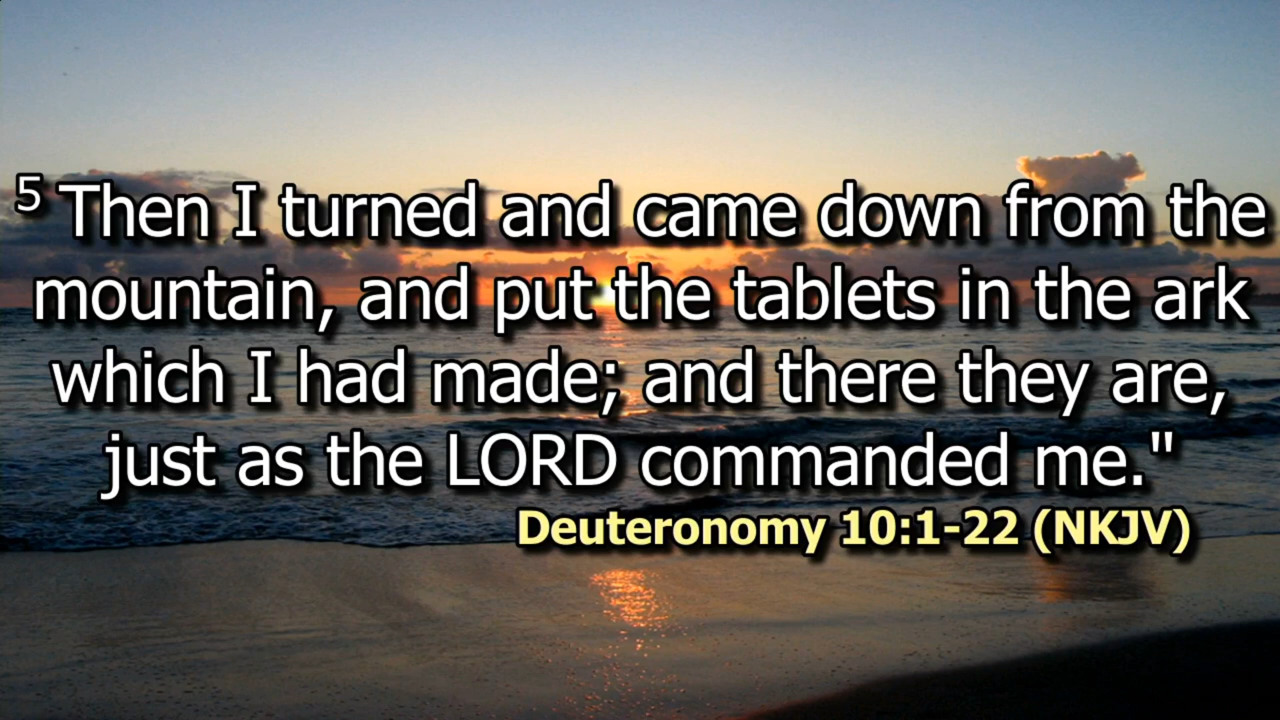 5 Then I turned and came down from the
mountain, and put the tablets in the ark
which I had made; and there they are,
just as the LORD commanded me."
Deuteronomy 10:1-22 (NKJV)